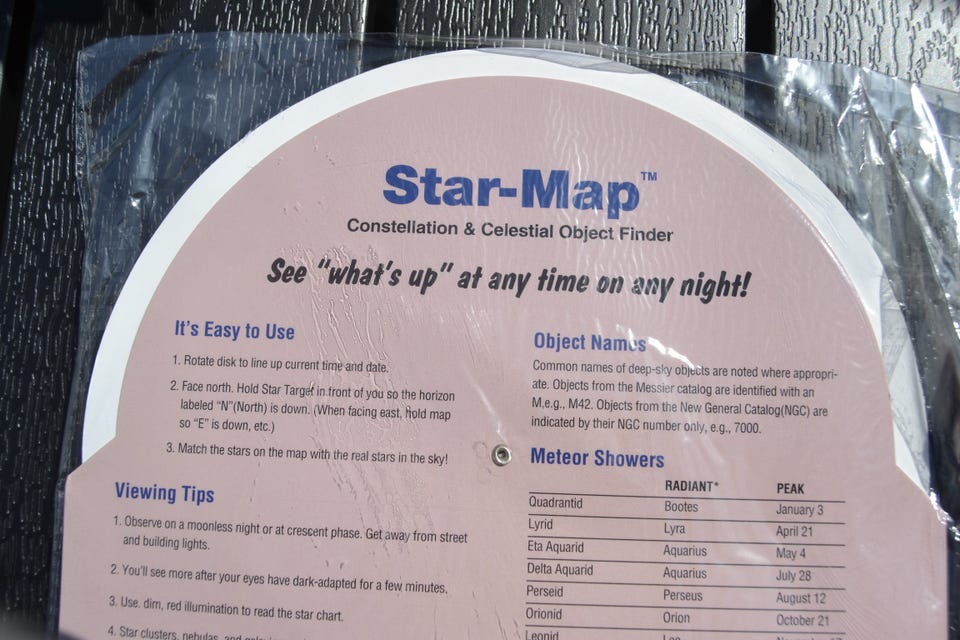 Star-Map™
Constellation & Celestial Object Finder
See "what's up" at any time on any night!
It's Easy to Use
1. Rotate disk to line up current time and date.
2. Face north. Hold Star Target in front of you so the horizon
labeled "N"(North) is down. (When facing east, hold map
so "E" is down, etc.)
3. Match the stars on the map with the real stars in the sky!
Viewing Tips
1. Observe on a moonless night or at crescent phase. Get away from street
and building lights.
2. You'll see more after your eyes have dark-adapted for a few minutes.
3. Use. dim, red illumination to read the star chart.
4. Star clusters, nebulas, and
Object Names
Common names of deep-sky objects are noted where appropri-
ate. Objects from the Messier catalog are identified with an
M,e.g., M42. Objects from the New General Catalog(NGC) are
indicated by their NGC number only, e.g., 7000.
Meteor Showers
RADIANT* PEAK
Quadrantid Bootes January 3
Lyrid Lyra April 21
Eta Aquarid Aquarius May 4
Delta Aquarid Aquarius July 28
Perseid Perseus August 12
Orionid Orion October 21
Leonid Leo